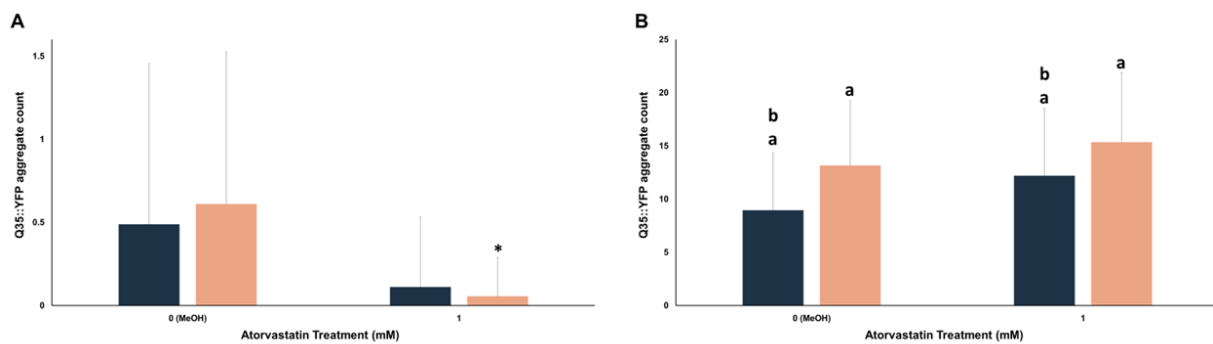 A
Q35::YFP aggregate count
1.5
1
0.5
0
*
0 (MeOH)
1
Atorvastatin Treatment (mM)
B
Q35::YFP aggregate count
25
20
15
10
5
0
b
a
a
b
a
a
0 (MeOH)
1
Atorvastatin Treatment (mM)